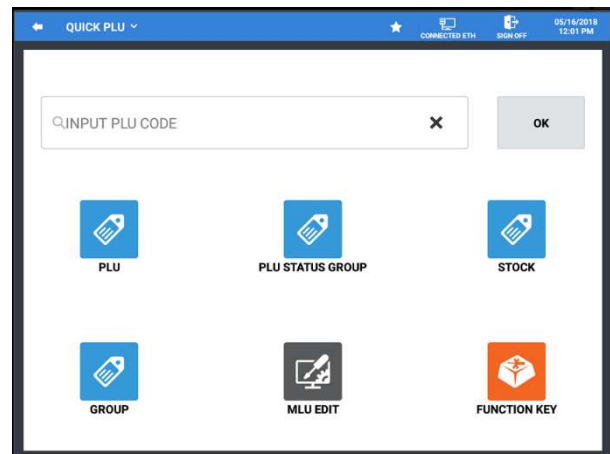 QUICK PLU
CONNECTED ETH
SIGN OFF
05/16/2018
12:01 PM
INPUT PLU CODE
OK
PLU
PLU STATUS GROUP
STOCK
GROUP
MLU EDIT
FUNCTION KEY